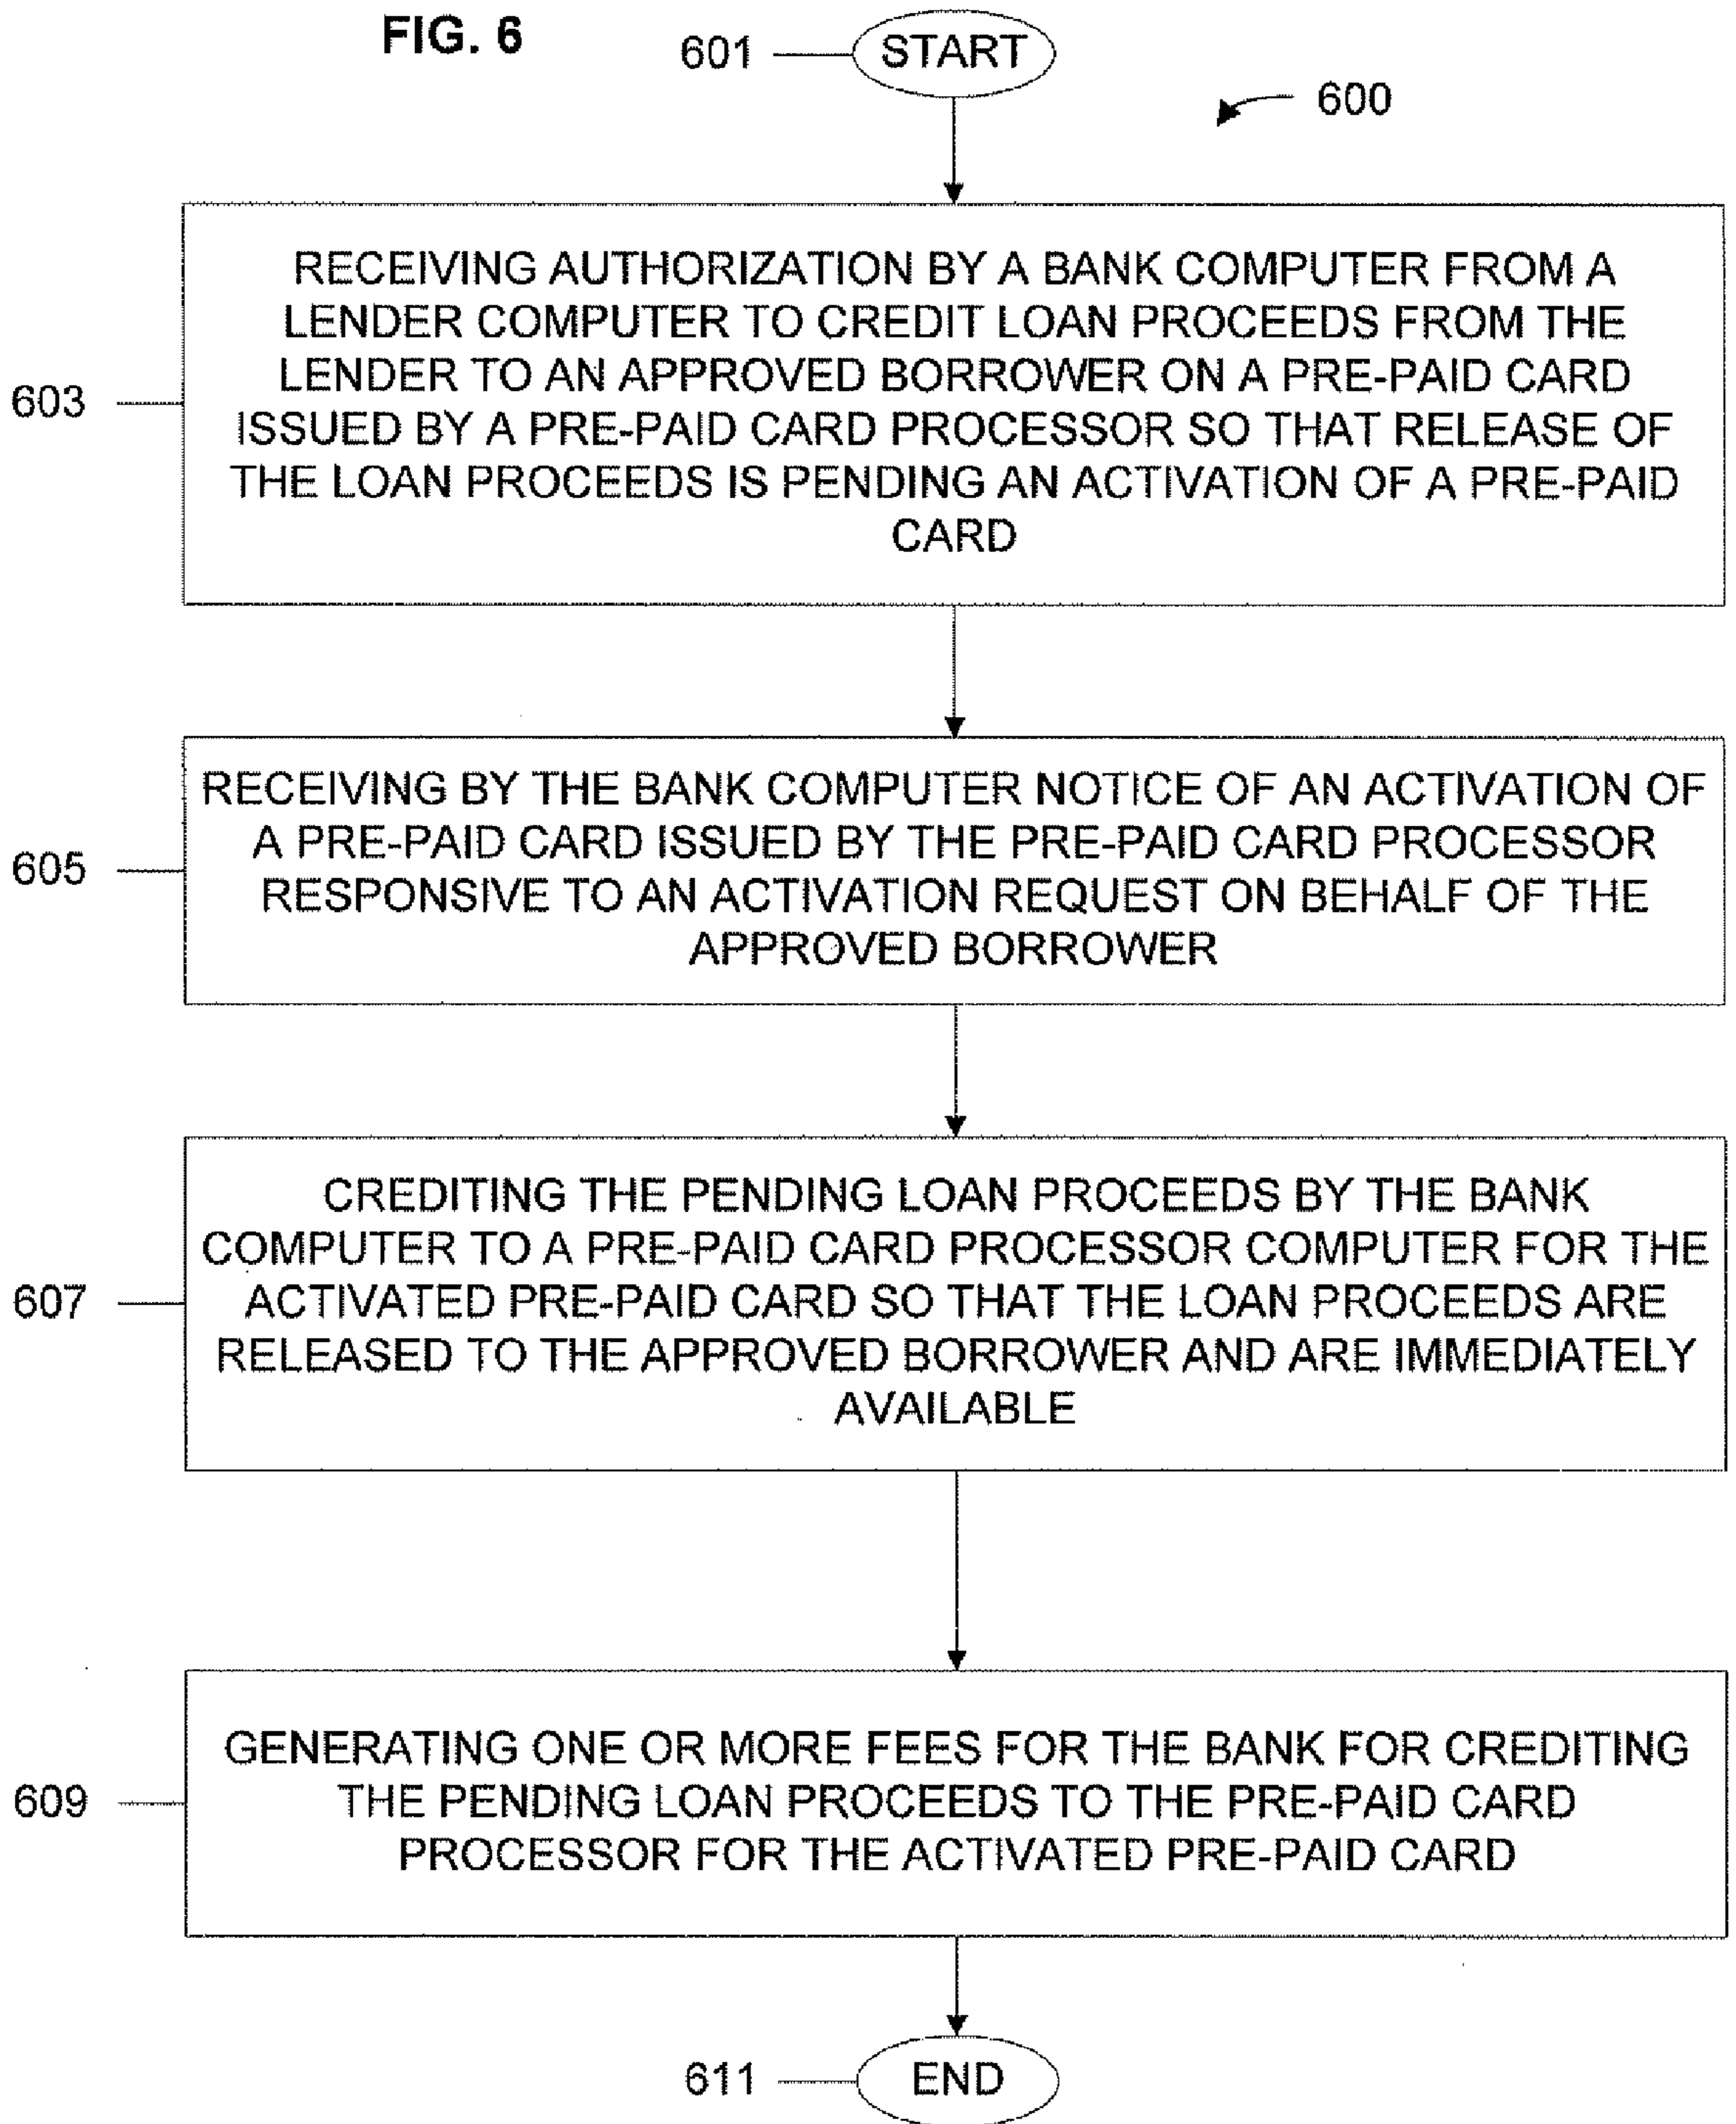 FIG. 6
601
START
600
603
RECEIVING AUTHORIZATION BY A BANK COMPUTER FROM A
LENDER COMPUTER TO CREDIT LOAN PROCEEDS FROM THE
LENDER TO AN APPROVED BORROWER ON A PRE-PAID CARD
ISSUED BY A PRE-PAID CARD PROCESSOR SO THAT RELEASE OF
THE LOAN PROCEEDS IS PENDING AN ACTIVATION OF A PRE-PAID
CARD
605
RECEIVING BY THE BANK COMPUTER NOTICE OF AN ACTIVATION OF
A PRE-PAID CARD ISSUED BY THE PRE-PAID CARD PROCESSOR
RESPONSIVE TO AN ACTIVATION REQUEST ON BEHALF OF THE
APPROVED BORROWER
607
CREDITING THE PENDING LOAN PROCEEDS BY THE BANK
COMPUTER TO A PRE-PAID CARD PROCESSOR COMPUTER FOR THE
ACTIVATED PRE-PAID CARD SO THAT THE LOAN PROCEEDS ARE
RELEASED TO THE APPROVED BORROWER AND ARE IMMEDIATELY
AVAILABLE
609
GENERATING ONE OR MORE FEES FOR THE BANK FOR CREDITING
THE PENDING LOAN PROCEEDS TO THE PRE-PAID CARD
PROCESSOR FOR THE ACTIVATED PRE-PAID CARD
611
END